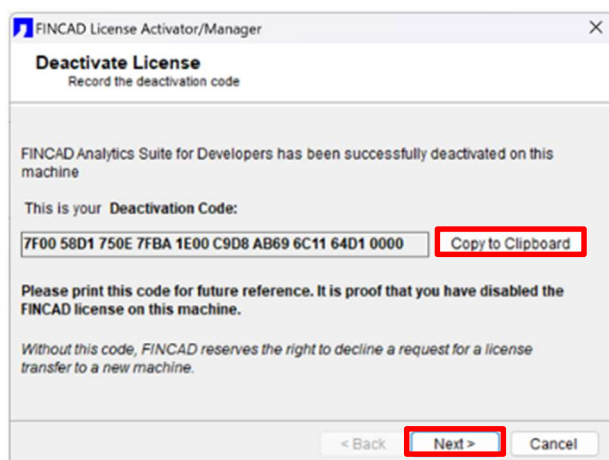 FINCAD License Activator/Manager
Deactivate License
Record the deactivation code
FINCAD Analytics Suite for Developers has been successfully deactivated on this
machine
This is your Deactivation Code:
7F00 58D1 750E 7FBA 1E00 C9D8 AB69 6C11 64D1 0000 Copy to Clipboard
Please print this code for future reference. It is proof that you have disabled the
FINCAD license on this machine.
Without this code, FINCAD reserves the right to decline a request for a license
transfer to a new machine.
< Back Next > Cancel